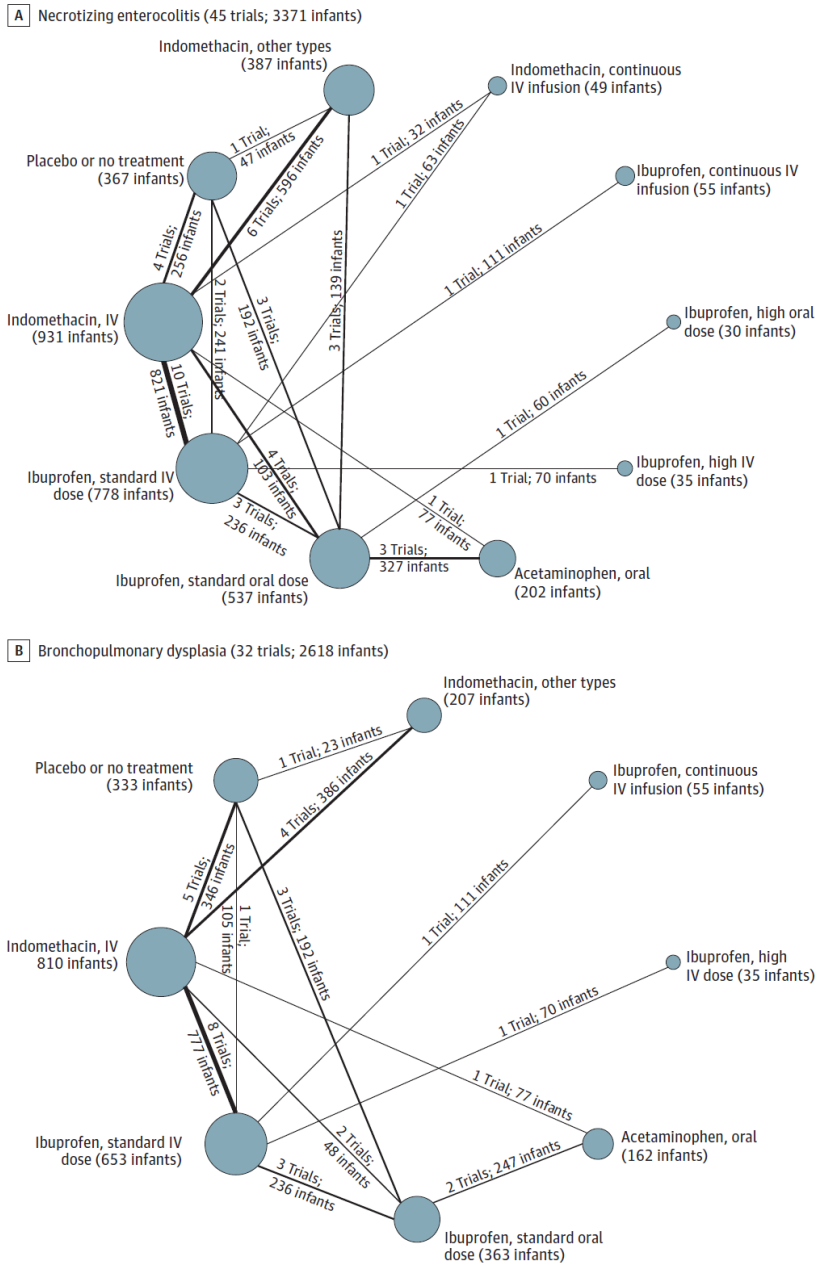 A Necrotizing enterocolitis (45 trials; 3371 infants)
Indomethacin, other types
(387 infants)
Indomethacin, continuous
IV infusion (49 infants)
1 Trial;
47 infants
1 Trial; 32 infants
Placebo or no treatment
(367 infants)
6 Trials; 596 infants
1 Trial; 63 infants
Ibuprofen, continuous IV
infusion (55 infants)
4 Trials;
256 infants
2 Trials; 241 infants
3 Trials;
192 infants
3 Trials; 139 infants
1 Trial; 111 infants
Indomethacin, IV
(931 infants)
Ibuprofen, high oral
dose (30 infants)
10 Trials;
821 infants
1 Trial; 60 infants
4 Trials;
103 infants
Ibuprofen, standard IV
dose (778 infants)
1 Trial; 70 infants
Ibuprofen, high IV
dose (35 infants)
3 Trials;
236 infants
1 Trial;
77 infants
3 Trials;
327 infants
Ibuprofen, standard oral dose
(537 infants)
Acetaminophen, oral
(202 infants)
B Bronchopulmonary dysplasia (32 trials; 2618 infants)
Indomethacin, other types
(207 infants)
1 Trial; 23 infants
Placebo or no treatment
(333 infants)
4 Trials; 386 infants
Ibuprofen, continuous
IV infusion (55 infants)
5 Trials;
346 infants
1 Trial;
105 infants
3 Trials; 192 infants
1 Trial; 111 infants
Indomethacin, IV
810 infants)
Ibuprofen, high
IV dose (35 infants)
8 Trials;
777 infants
1 Trial; 70 infants
1 Trial; 77 infants
Ibuprofen, standard IV
dose (653 infants)
2 Trials;
48 infants
3 Trials;
236 infants
2 Trials; 247 infants
Acetaminophen, oral
(162 infants)
Ibuprofen, standard oral
dose (363 infants)